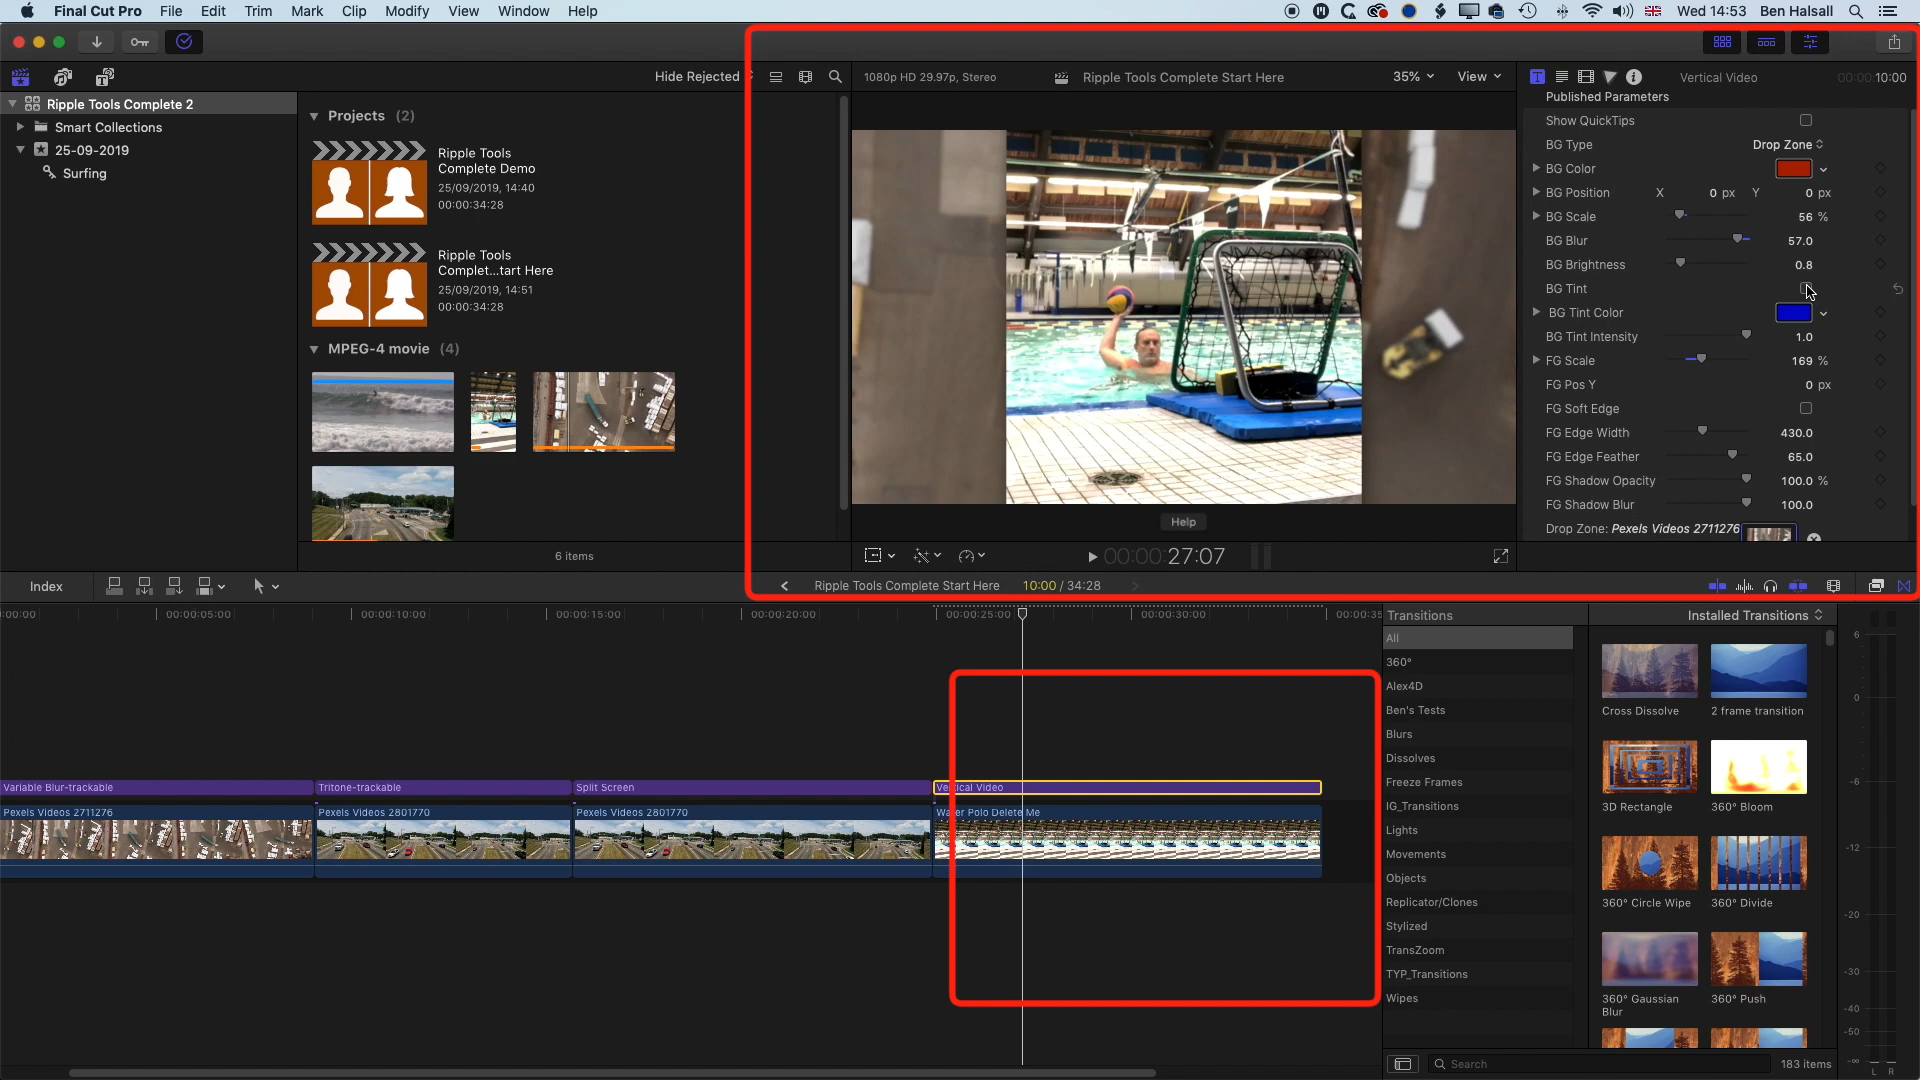 Final Cut Pro File Edit Trim Mark Clip Modify View Window Help Wed 14:53 Ben Halsall
Hide Rejected 1080p HD 29.97p, Stereo Ripple Tools Complete Start Here 35% View Vertical Video 00:00:10:00
Ripple Tools Complete 2
Smart Collections
25-09-2019
Surfing
Projects (2)
Ripple Tools
Complete Demo
25/09/2019, 14:40
00:00:34:28
Ripple Tools
Complet...tart Here
25/09/2019, 14:51
00:00:34:28
MPEG-4 movie (4)
6 items
Help
00:00:00:27:07
Published Parameters
Show QuickTips
BG Type Drop Zone
BG Color
BG Position X 0 px Y 0 px
BG Scale 56 %
BG Blur 57.0
BG Brightness 0.8
BG Tint
BG Tint Color
BG Tint Intensity 1.0
FG Scale 169 %
FG Pos Y 0 px
FG Soft Edge
FG Edge Width 430.0
FG Edge Feather 65.0
FG Shadow Opacity 100.0 %
FG Shadow Blur 100.0
Drop Zone: Pexels Videos 2711276
Index Ripple Tools Complete Start Here 10:00 / 34:28
:00:00 00:00:05:00 00:00:10:00 00:00:15:00 00:00:20:00 00:00:25:00 00:00:30:00 00:00:35
Variable Blur-trackable Tritone-trackable Split Screen Vertical Video
Pexels Videos 2711276 Pexels Videos 2801770 Pexels Videos 2801770 Water Polo Delete Me
Transitions Installed Transitions
All
360°
Alex4D
Ben's Tests
Blurs
Dissolves
Freeze Frames
IG_Transitions
Lights
Movements
Objects
Replicator/Clones
Stylized
TransZoom
TYP_Transitions
Wipes
Cross Dissolve 2 frame transition
3D Rectangle 360° Bloom
360° Circle Wipe 360° Divide
360° Gaussian
Blur
360° Push
Search 183 items
6
0
-6
-12
-20
-30
-40
-50
-∞
L R